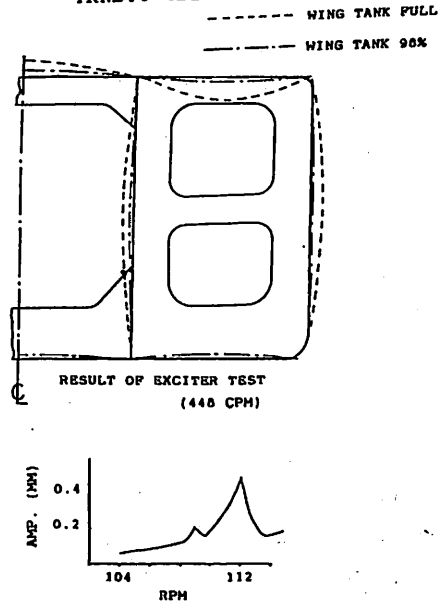 WING TANK FULL
WING TANK 98%
RESULT OF EXCITER TEST
(448 CPM)
AMP. (MM)
0.4
0.2
104
112
RPM